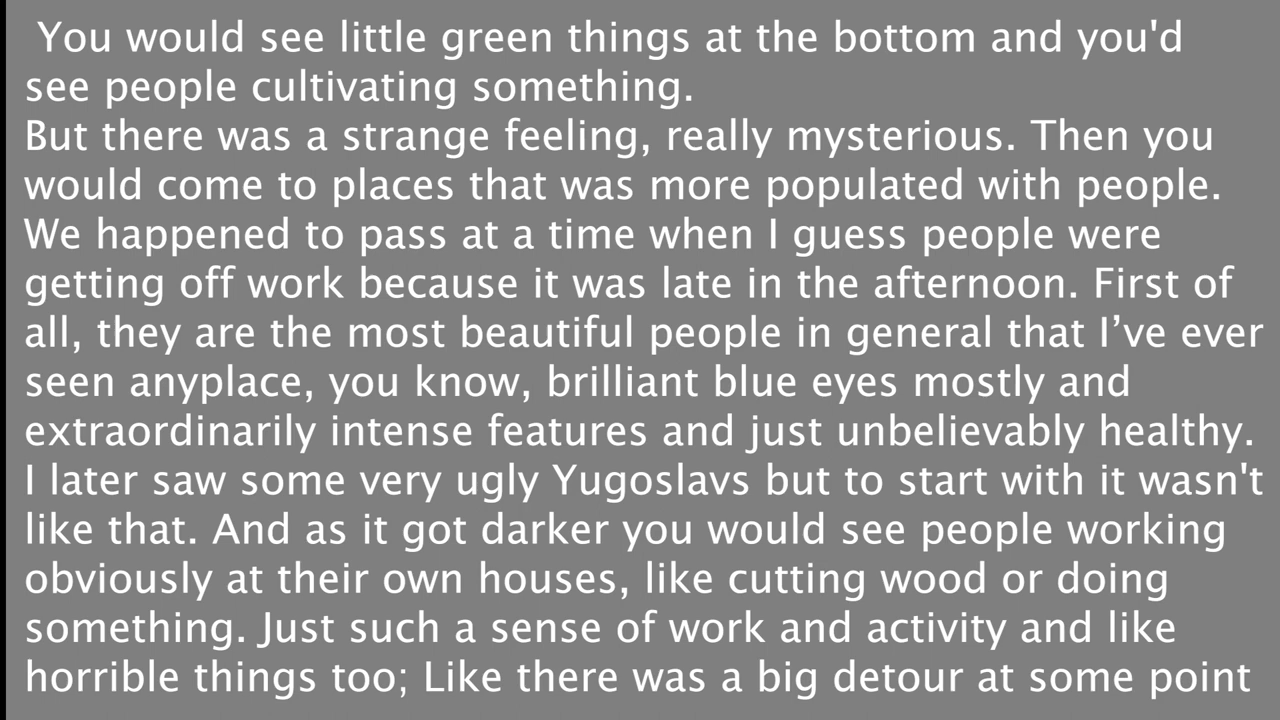 You would see little green things at the bottom and you'd
see people cultivating something.
But there was a strange feeling, really mysterious. Then you
would come to places that was more populated with people.
We happened to pass at a time when I guess people were
getting off work because it was late in the afternoon. First of
all, they are the most beautiful people in general that I’ve ever
seen anyplace, you know, brilliant blue eyes mostly and
extraordinarily intense features and just unbelievably healthy.
I later saw some very ugly Yugoslavs but to start with it wasn't
like that. And as it got darker you would see people working
obviously at their own houses, like cutting wood or doing
something. Just such a sense of work and activity and like
horrible things too; Like there was a big detour at some point